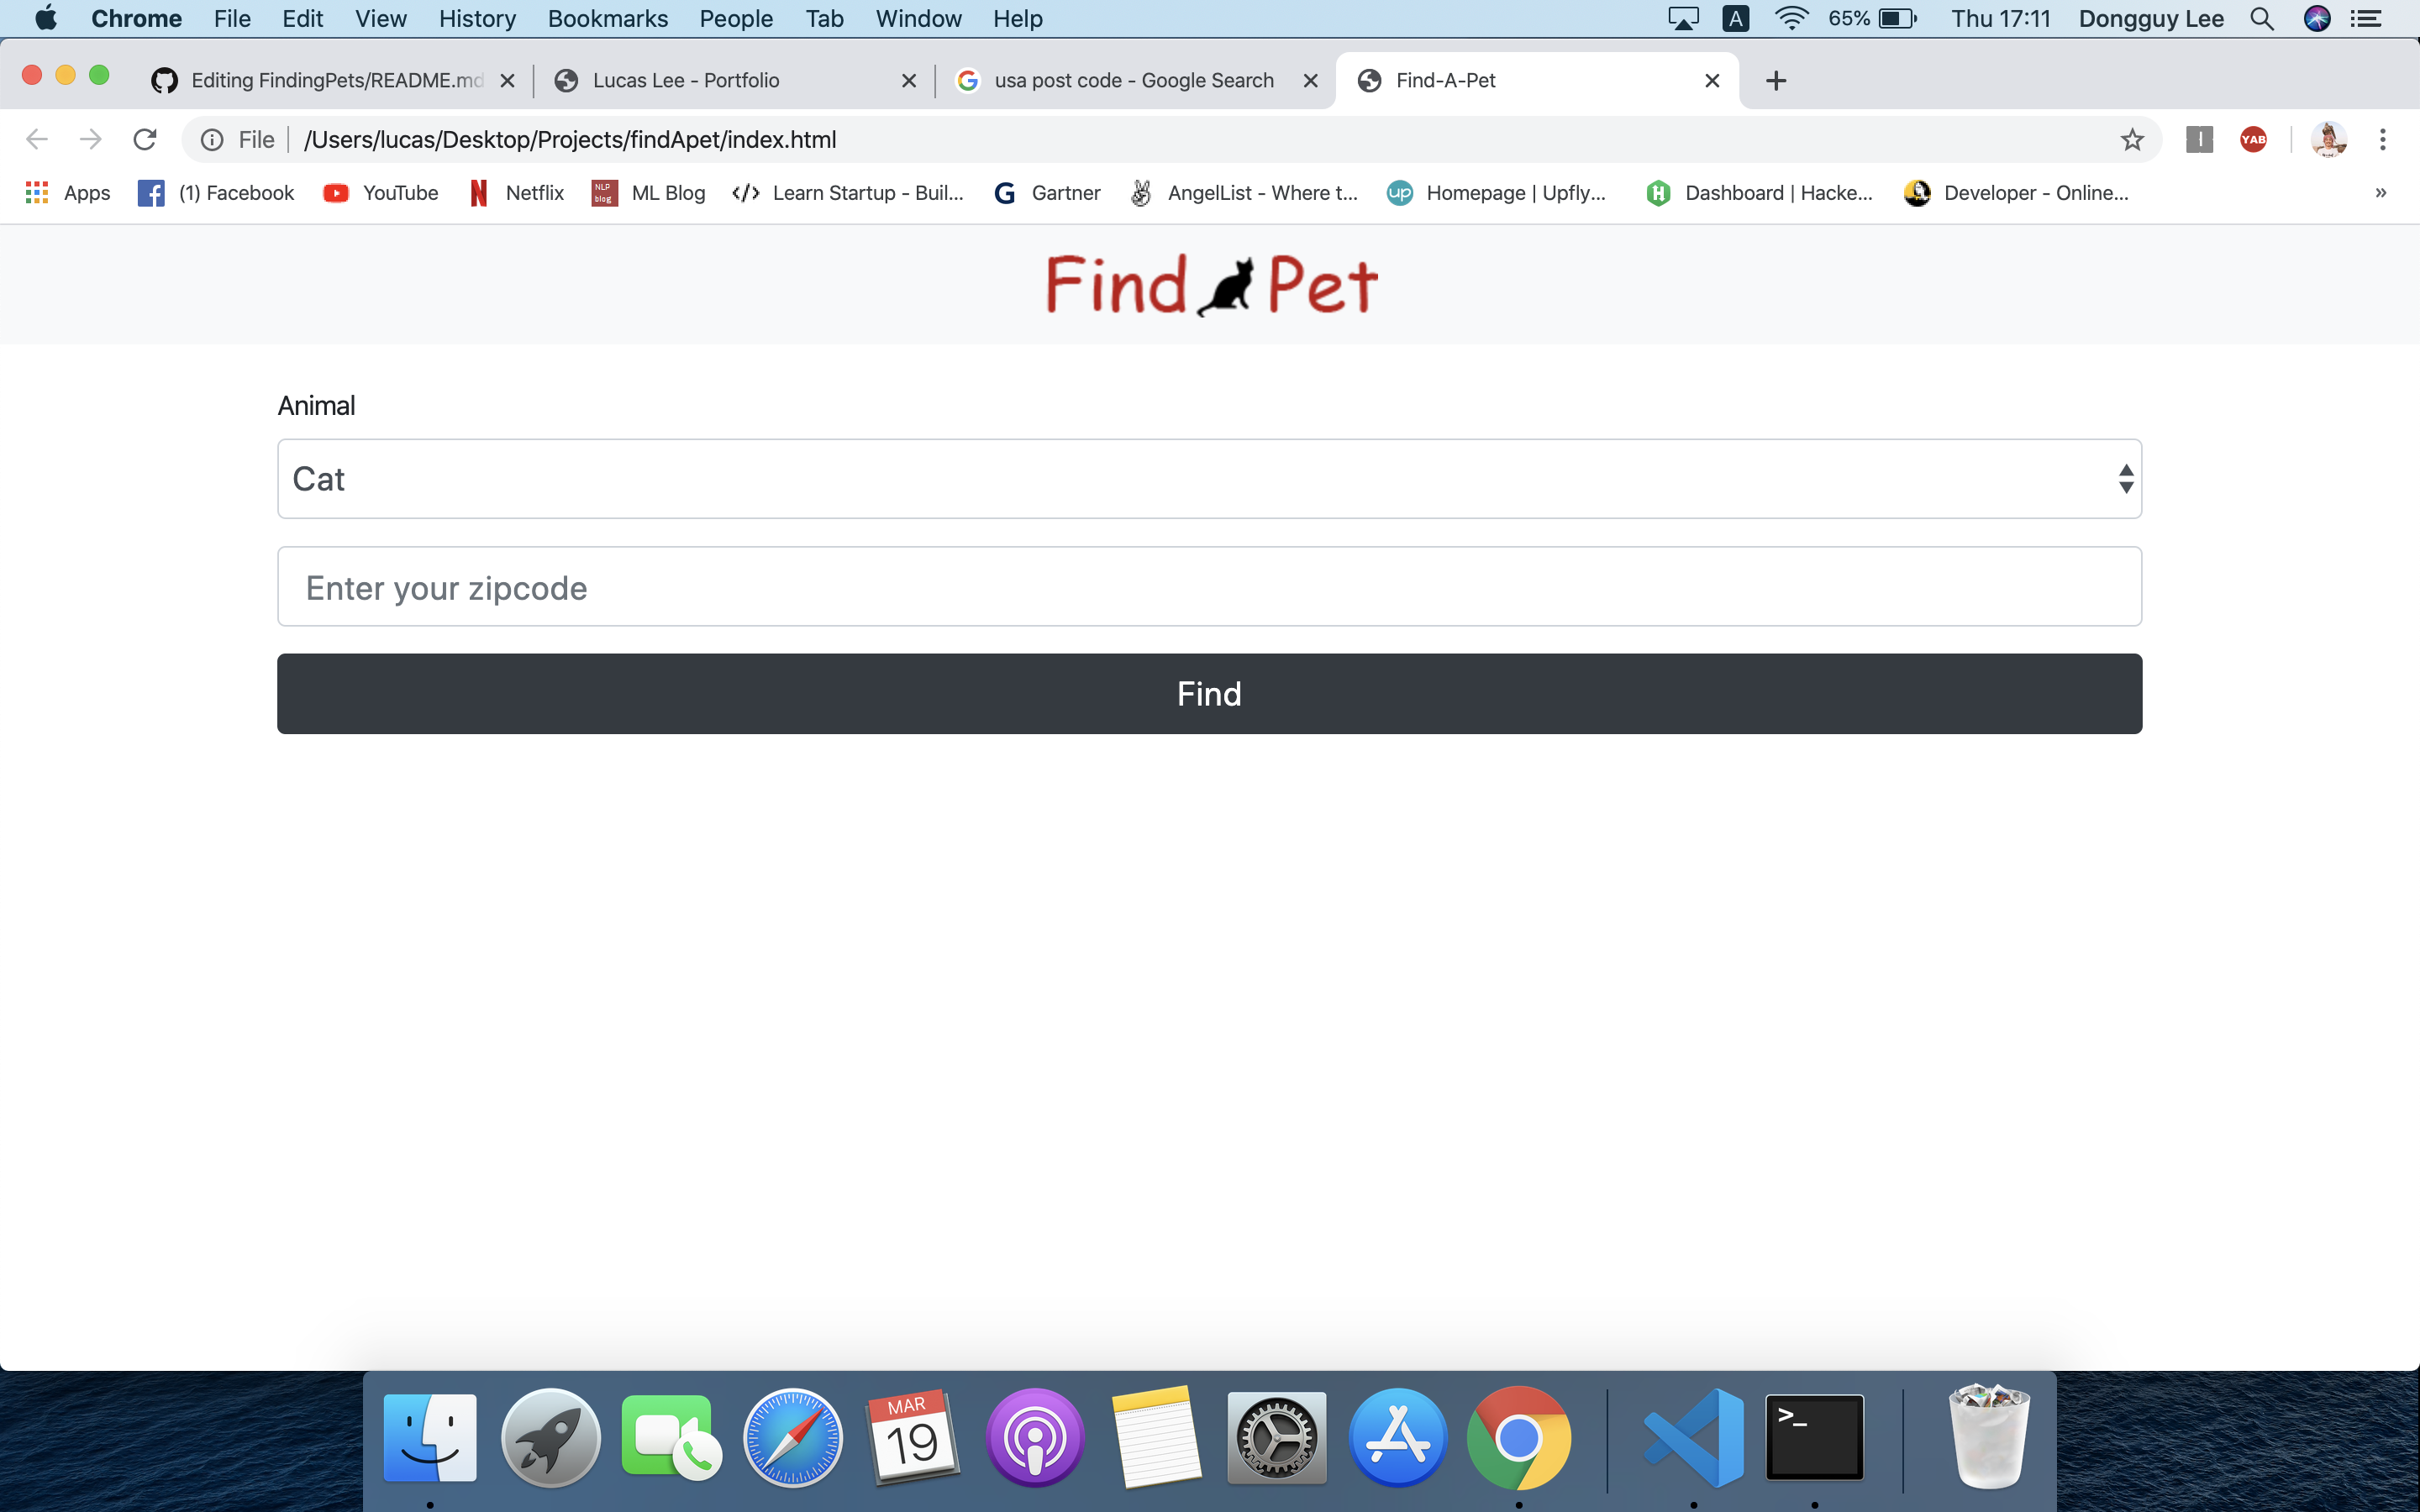 Chrome File Edit View History Bookmarks People Tab Window Help A 65% Thu 17:11 Dongguy Lee
Editing FindingPets/README.md Lucas Lee - Portfolio usa post code - Google Search Find-A-Pet
File /Users/lucas/Desktop/Projects/findApet/index.html YAB
Apps (1) Facebook YouTube Netflix NLP blog ML Blog </> Learn Startup - Buil... G Gartner AngelList - Where t... up Homepage | Upfly... H Dashboard | Hacke... Developer - Online... »
Find Pet
Animal
Cat
Enter your zipcode
Find
MAR
19
>_